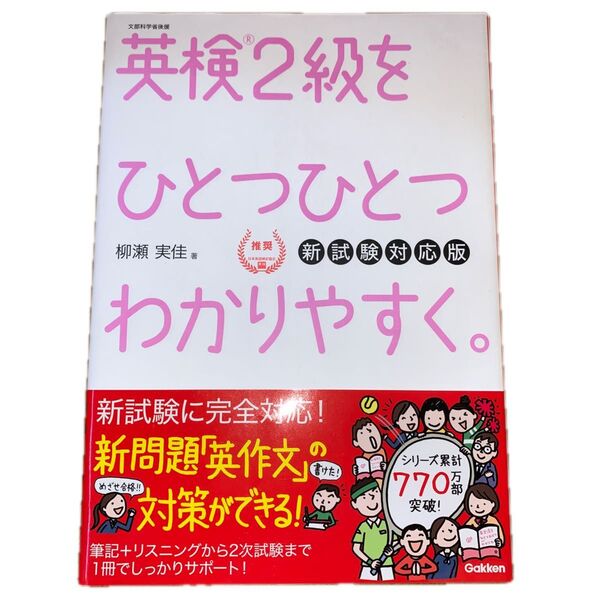 文部科学省後援
英検®2級を
ひとつひとつ
柳瀬 実佳 著
推奨
新試験対応版
わかりやすく。
新試験に完全対応!
新問題「英作文」の
書けた!
めざせ合格!!
対策ができる!
筆記+リスニングから2次試験まで
1冊でしっかりサポート!
シリーズ累計
770万部
突破!
Gakken